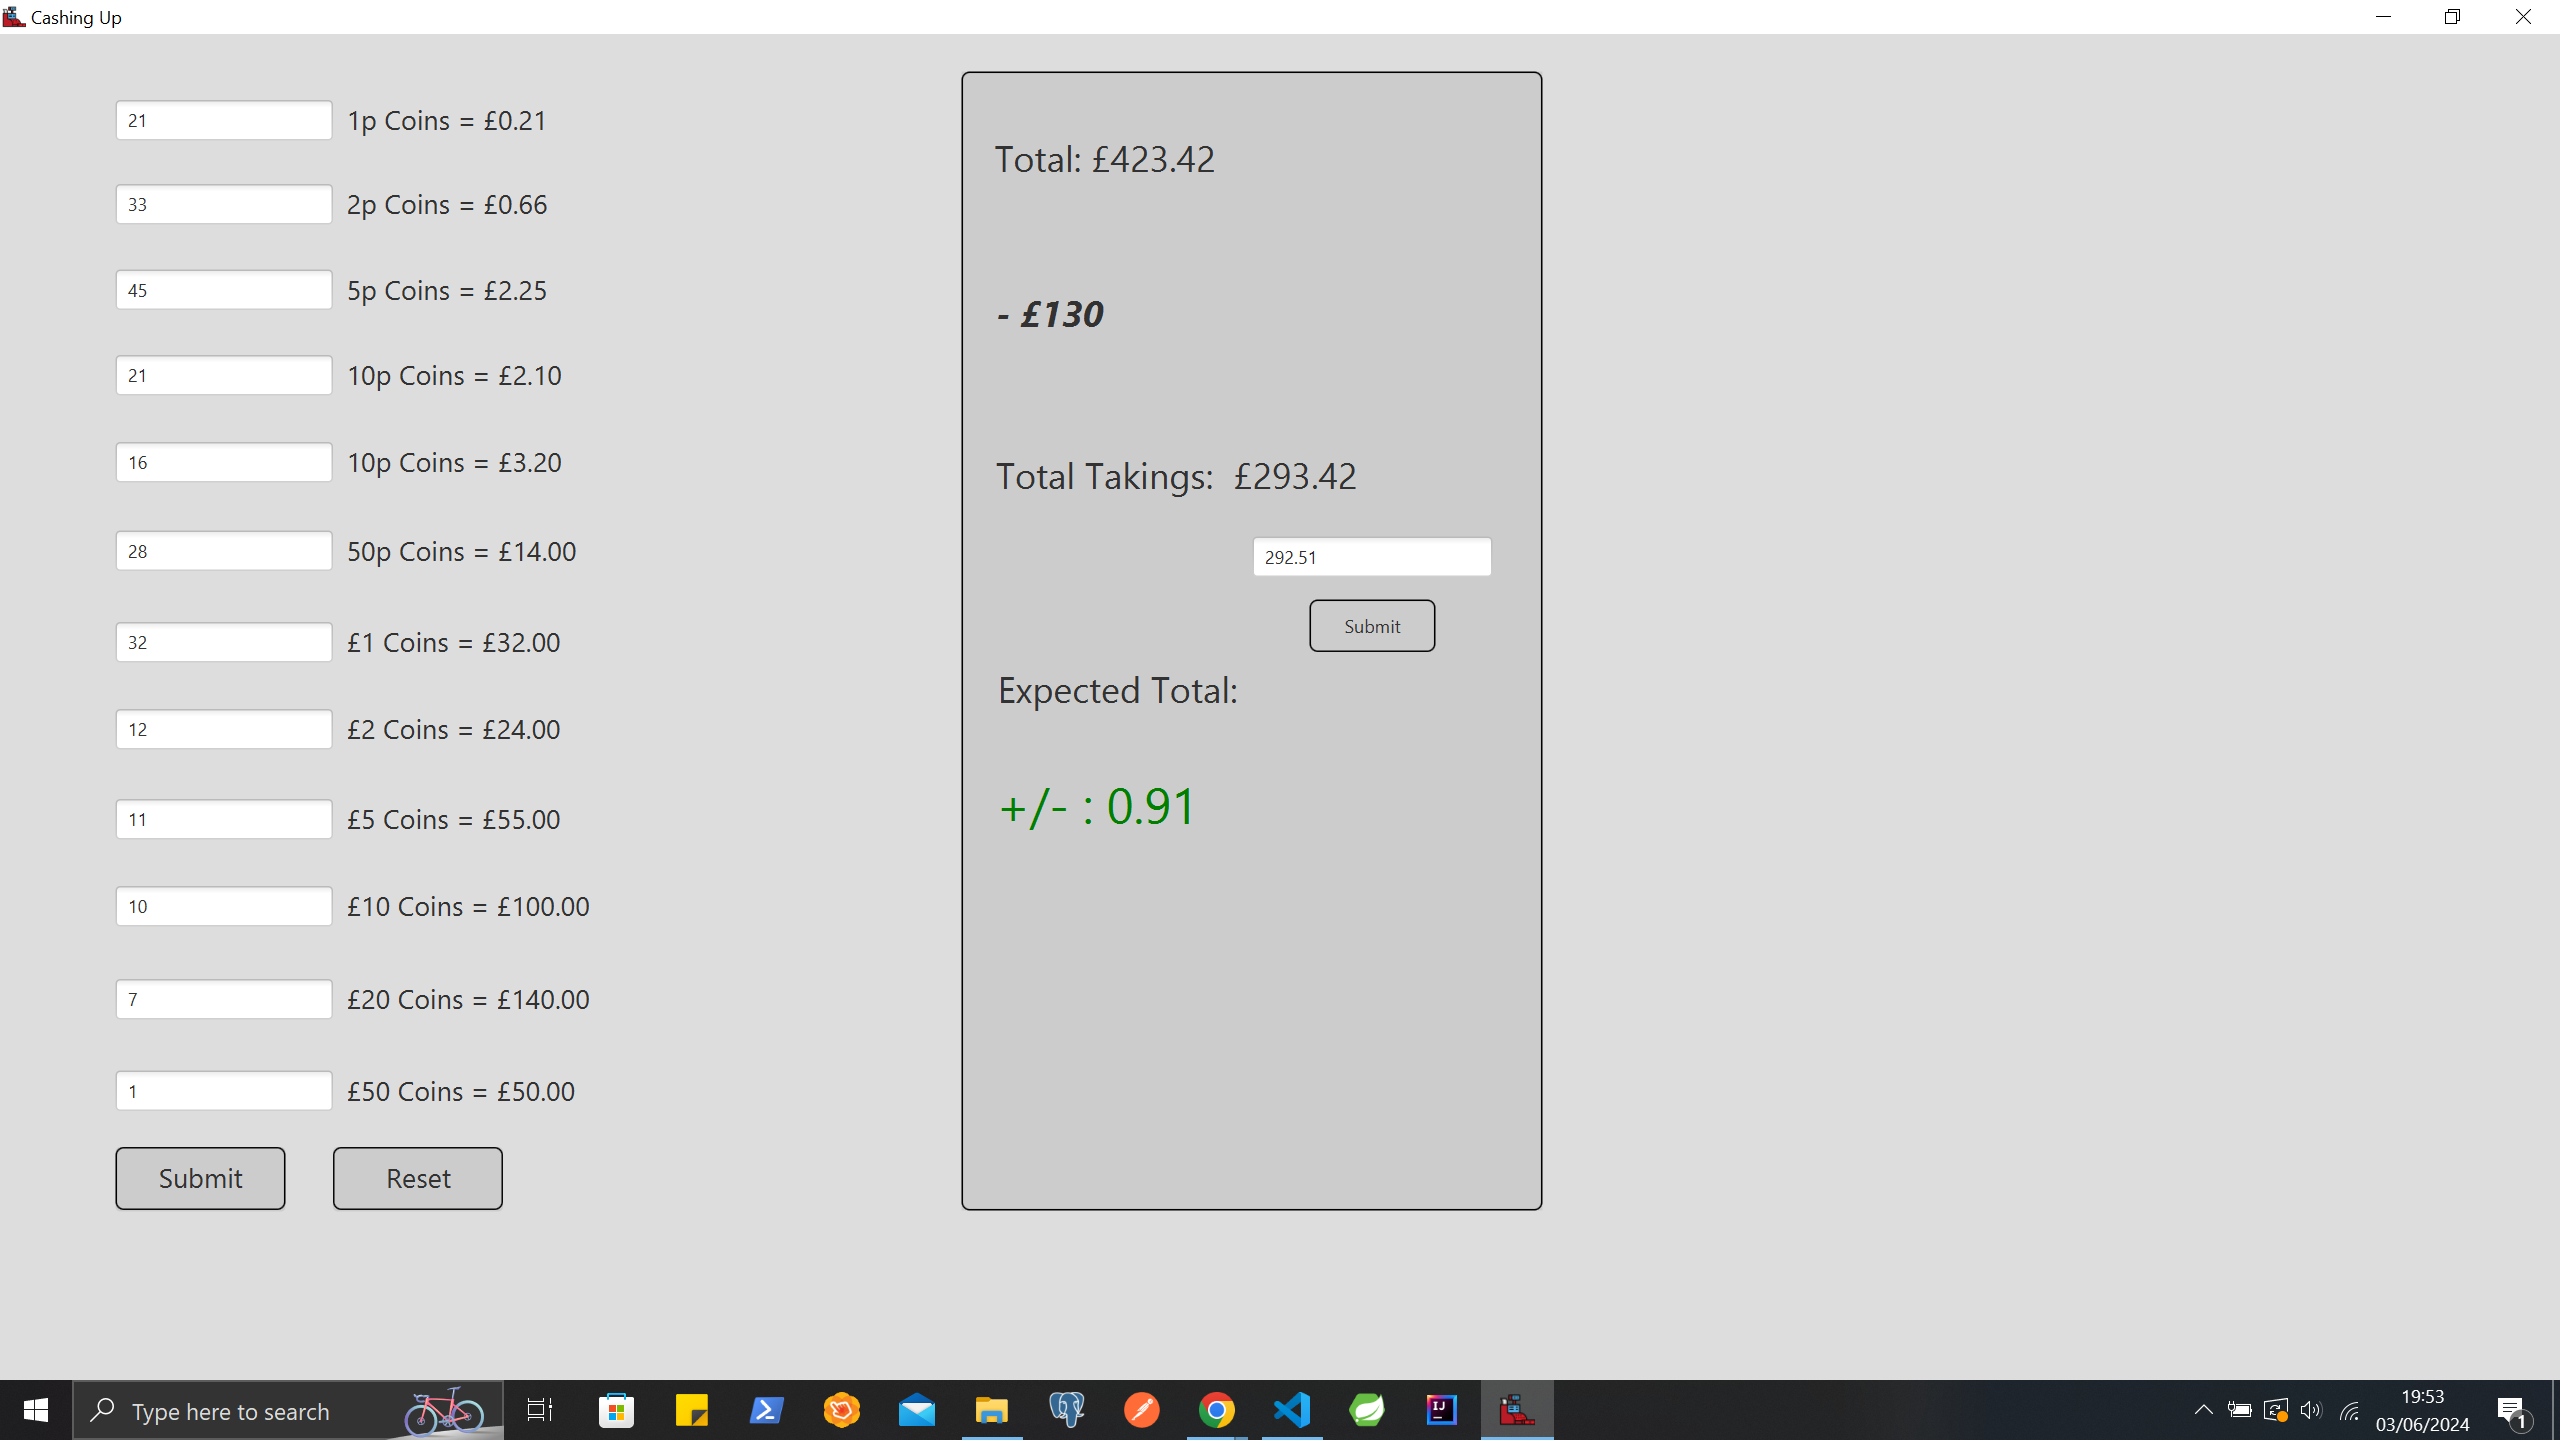 Cashing Up
21 1p Coins = £0.21
33 2p Coins = £0.66
45 5p Coins = £2.25
21 10p Coins = £2.10
16 10p Coins = £3.20
28 50p Coins = £14.00
32 £1 Coins = £32.00
12 £2 Coins = £24.00
11 £5 Coins = £55.00
10 £10 Coins = £100.00
7 £20 Coins = £140.00
1 £50 Coins = £50.00
Submit Reset
Total: £423.42
- £130
Total Takings: £293.42
292.51
Submit
Expected Total:
+/- : 0.91
Type here to search
IJ
19:53
03/06/2024
1